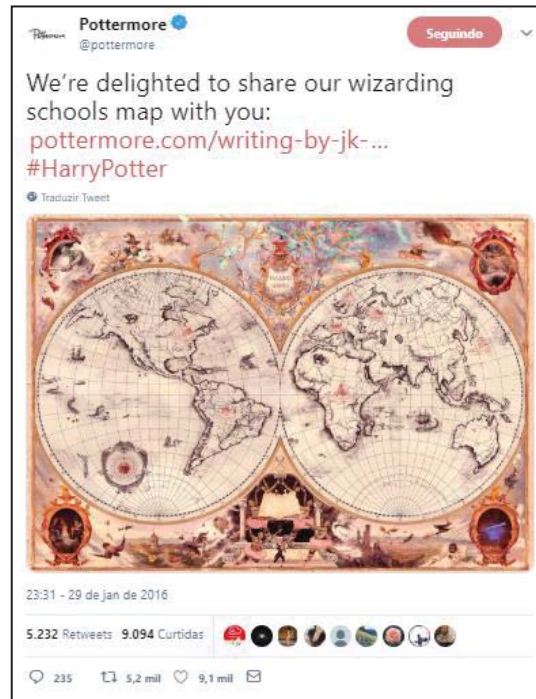 Pottermore
@pottermore
Seguindo
We're delighted to share our wizarding
schools map with you:
pottermore.com/writing-by-jk-...
#HarryPotter
Traduzir Tweet
23:31 - 29 de jan de 2016
5.232 Retweets 9.094 Curtidas
235 5,2 mil 9,1 mil